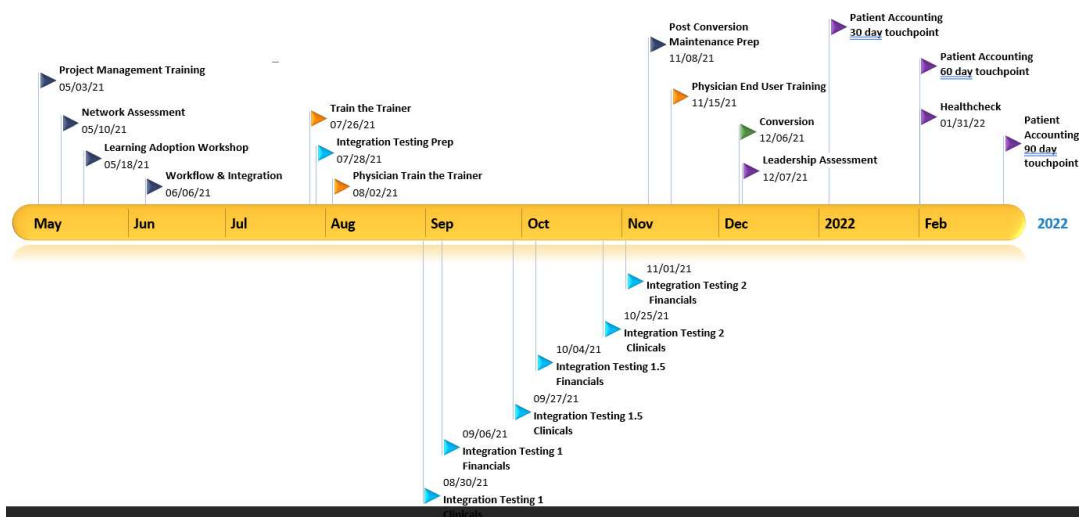 Project Management Training
05/03/21
Network Assessment
05/10/21
Learning Adoption Workshop
05/18/21
Workflow & Integration
06/06/21
Train the Trainer
07/26/21
Integration Testing Prep
07/28/21
Physician Train the Trainer
08/02/21
Post Conversion
Maintenance Prep
11/08/21
Physician End User Training
11/15/21
Conversion
12/06/21
Leadership Assessment
12/07/21
Patient Accounting
30 day touchpoint
Patient Accounting
60 day touchpoint
Healthcheck
01/31/22
Patient
Accounting
90 day
touchpoint
May Jun Jul Aug Sep Oct Nov Dec 2022 Feb 2022
11/01/21
Integration Testing 2
Financials
10/25/21
Integration Testing 2
Clinicals
10/04/21
Integration Testing 1.5
Financials
09/27/21
Integration Testing 1.5
Clinicals
09/06/21
Integration Testing 1
Financials
08/30/21
Integration Testing 1
Clinicals